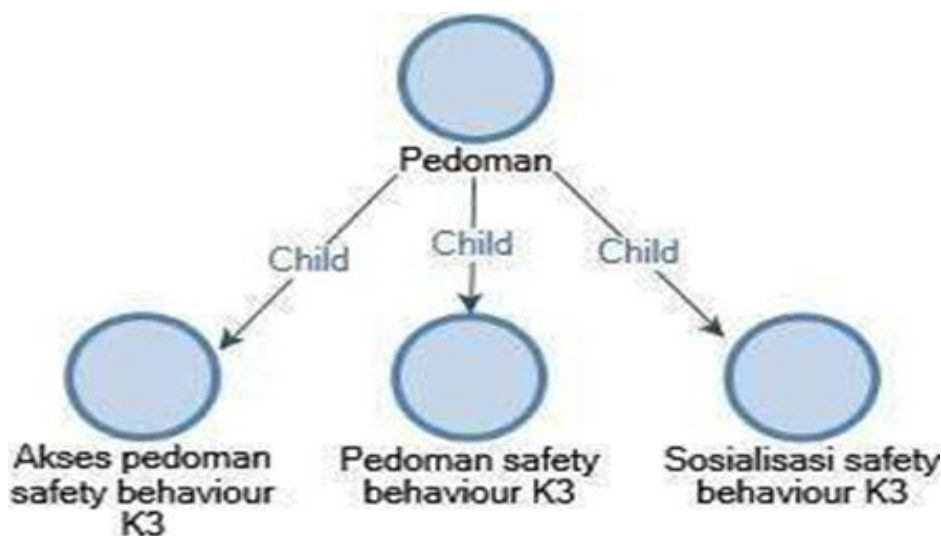 Pedoman
Child
Child
Child
Akses pedoman
safety behaviour
K3
Pedoman safety
behaviour K3
Sosialisasi safety
behaviour K3